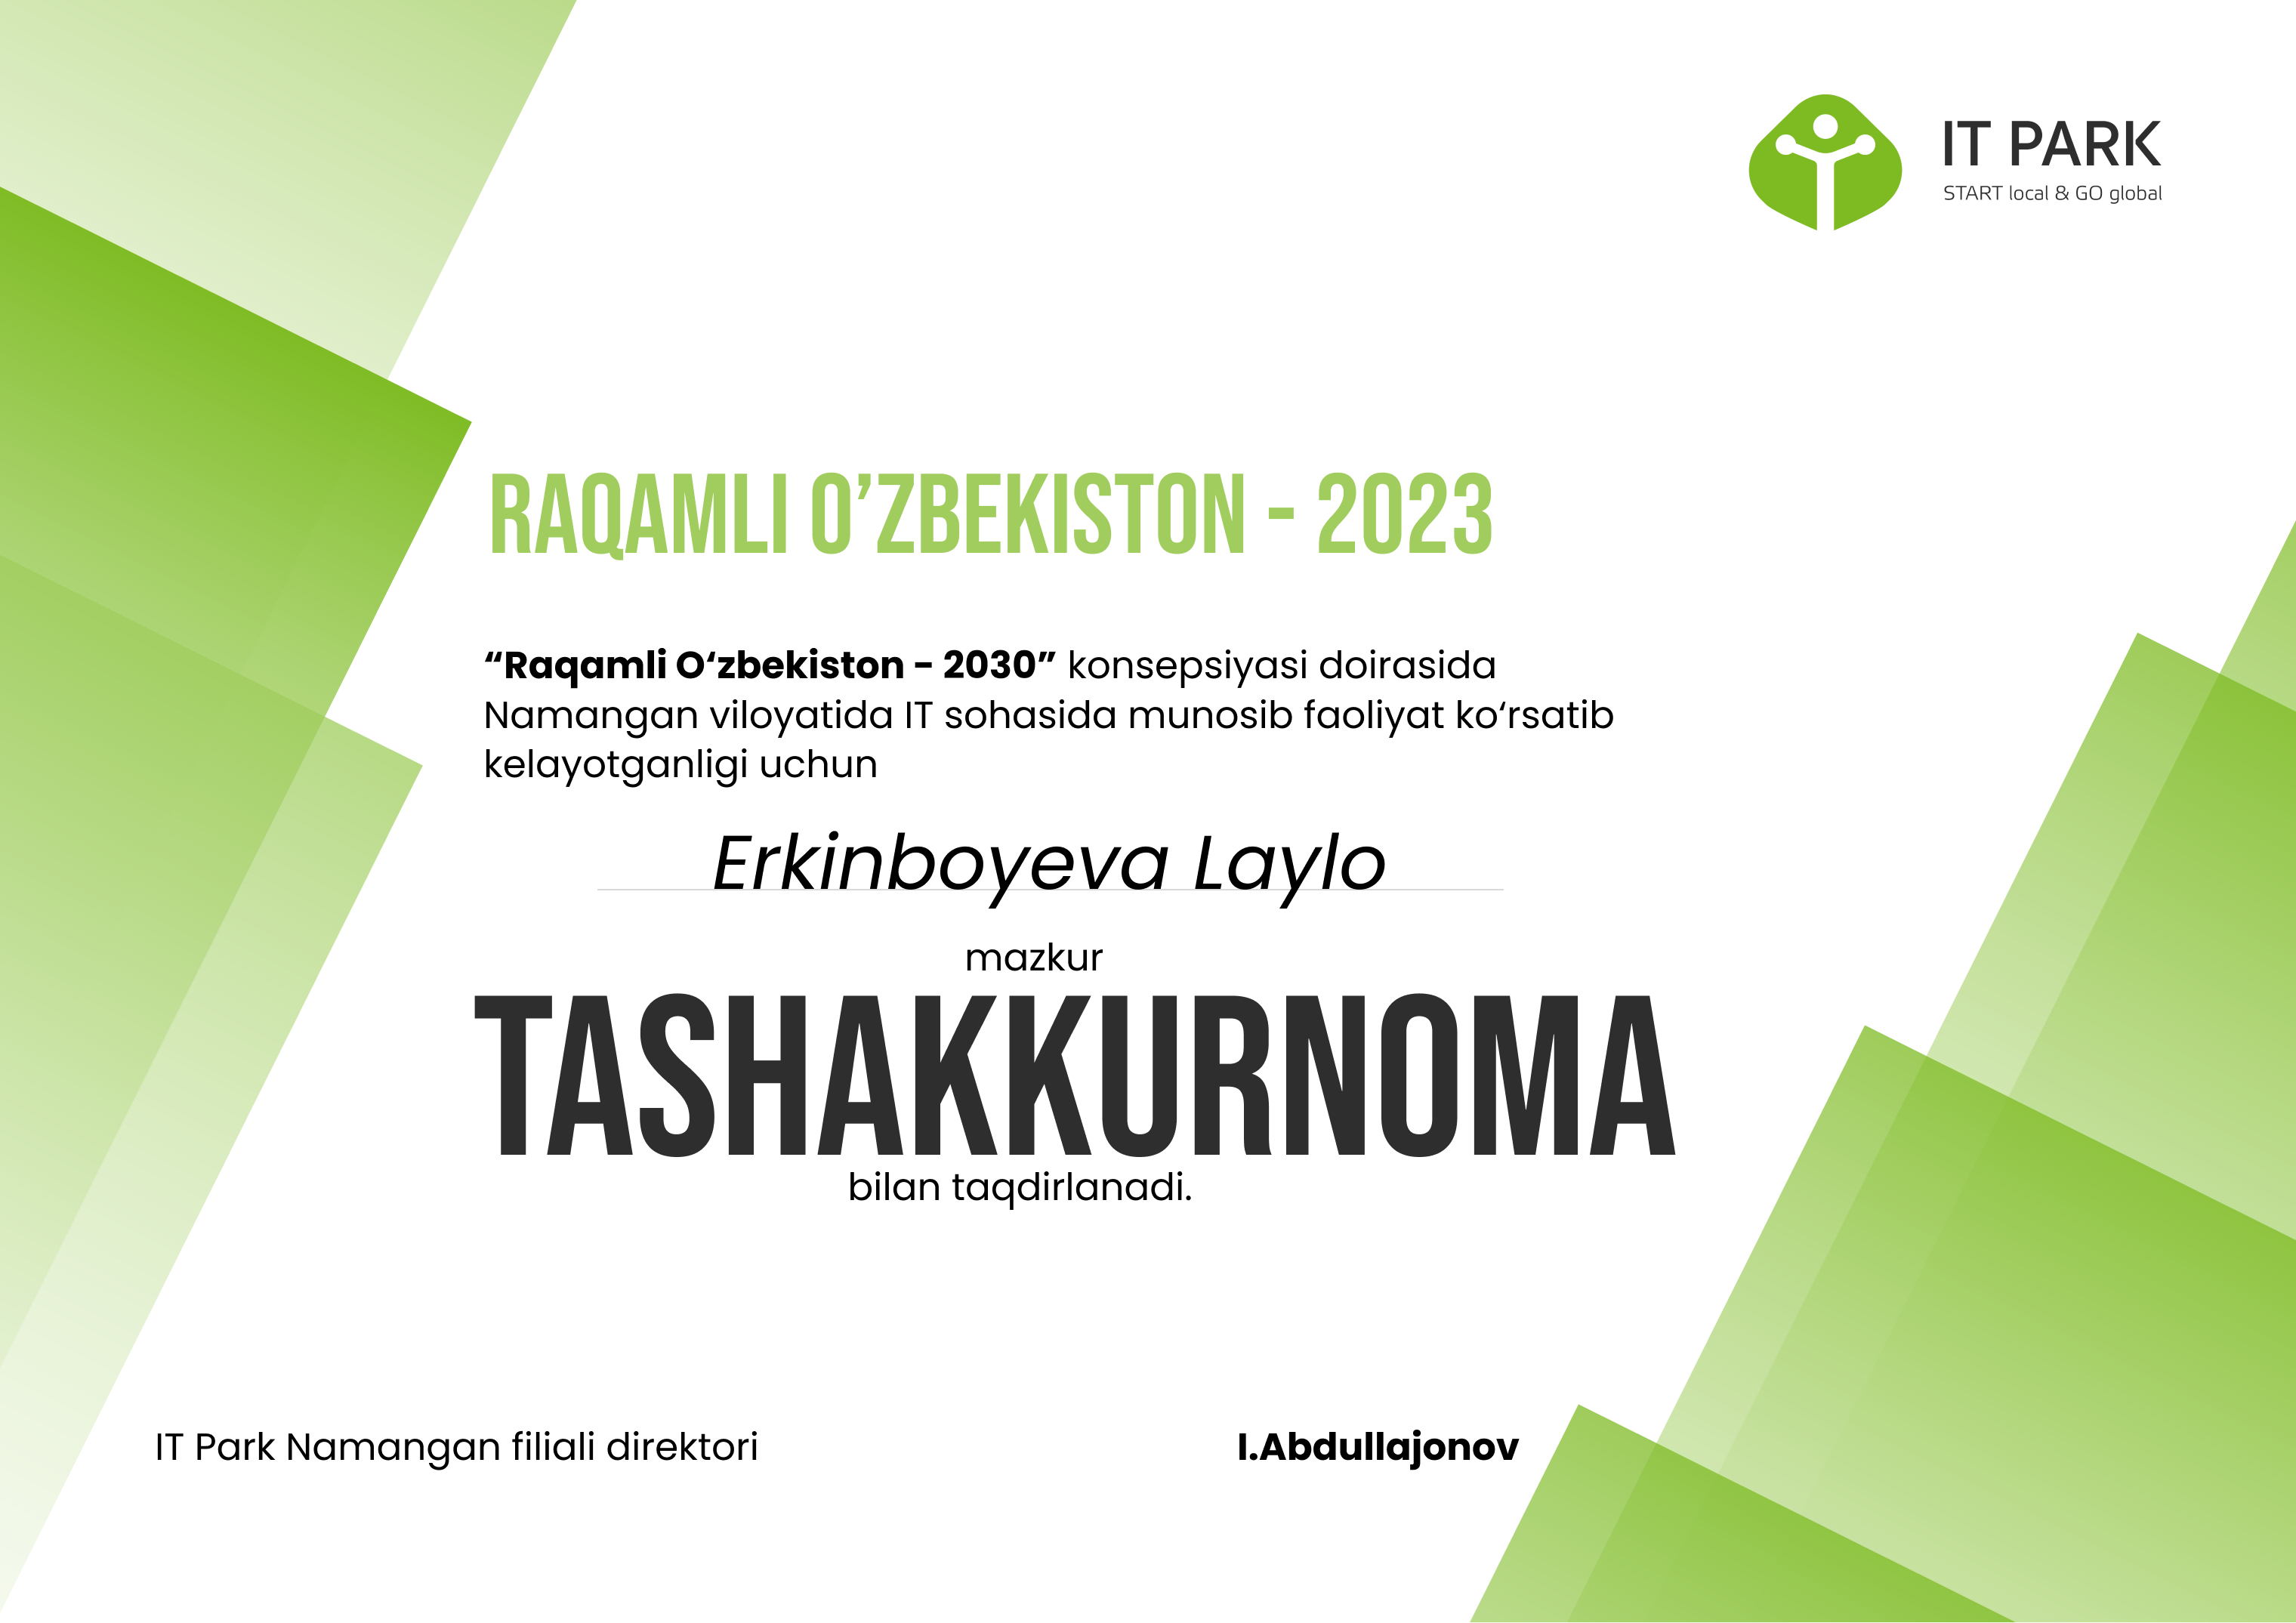 IT PARK
START local & GO global
RAQAMLI O’ZBEKISTON - 2023
“Raqamli O‘zbekiston - 2030” konsepsiyasi doirasida
Namangan viloyatida IT sohasida munosib faoliyat ko‘rsatib
kelayotganligi uchun
Erkinboyeva Laylo
mazkur
TASHAKKURNOMA
bilan taqdirlanadi.
IT Park Namangan filiali direktori I.Abdullajonov